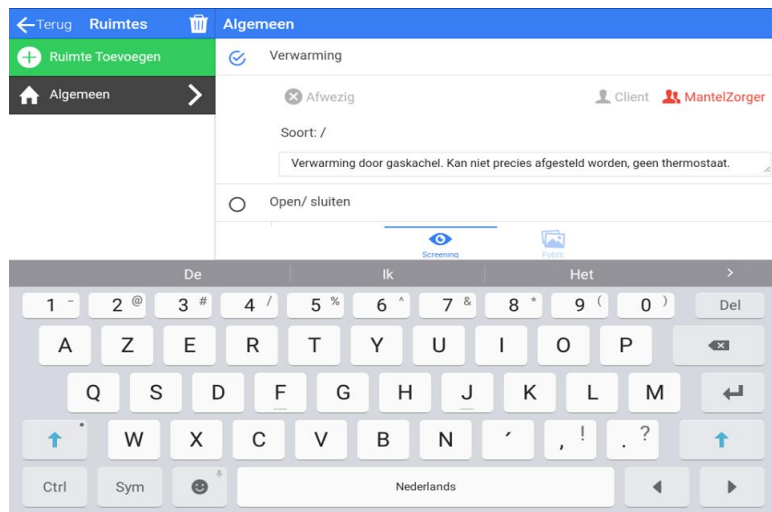 Terug Ruimtes Algemeen
Ruimte Toevoegen
Verwarming
Algemeen
Afwezig Client MantelZorger
Soort: /
Verwarming door gaskachel. Kan niet precies afgesteld worden, geen thermostaat.
Open/ sluiten
Screening Foto's
De Ik Het >
1 - 2 @ 3 # 4 / 5 % 6 ^ 7 & 8 * 9 ( 0 ) Del
A Z E R T Y U I O P
Q S D F G H J K L M
W X C V B N ´ , ! . ?
Ctrl Sym Nederlands